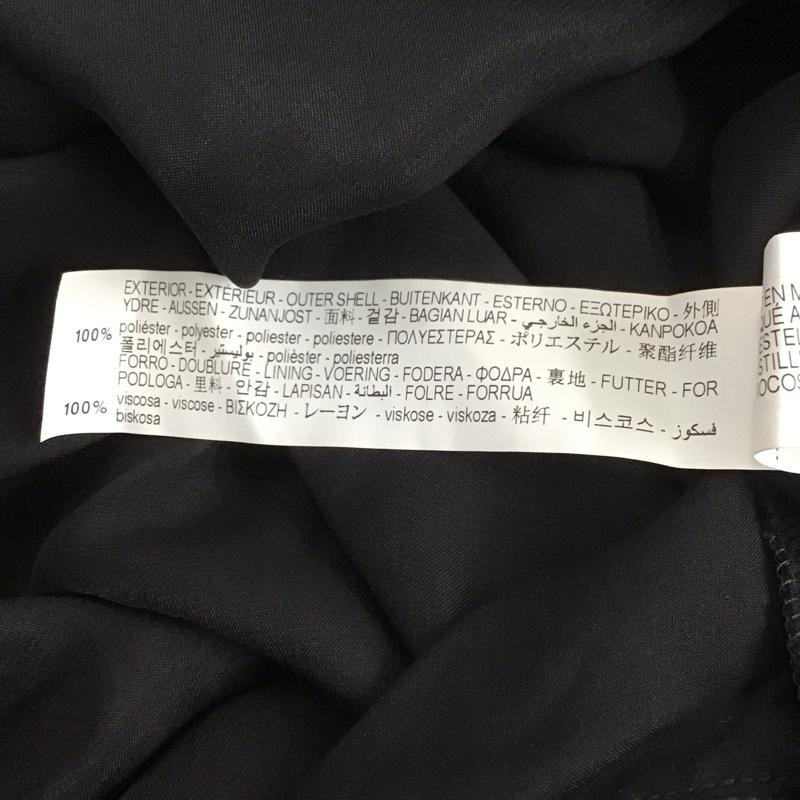 EXTERIOR - EXTÉRIEUR - OUTER SHELL - BUITENKANT - ESTERNO - ΕΞΩΤΕΡΙΚΟ - 外側
YDRE - AUSSEN - ZUNANJOST - 面料 - 겉감 - BAGIAN LUAR - الجزء الخارجي - KANPOKOA
100% poliéster - polyester - poliester - poliestere - ΠΟΛΥΕΣΤΕΡΑΣ - ポリエステル - 聚酯纤维
폴리에스터 - بوليستير - polièster - poliesterra
FORRO - DOUBLURE - LINING - VOERING - FODERA - ΦΟΔΡΑ - 裏地 - FUTTER - FOR
PODLOGA - 里料 - 안감 - LAPISAN - البطانة - FOLRE - FORRUA
100% viscosa - viscose - ΒΙΣΚΟΖΗ - レーヨン - viskose - viskoza - 粘纤 - 비스코스 - فسكوز
biskosa